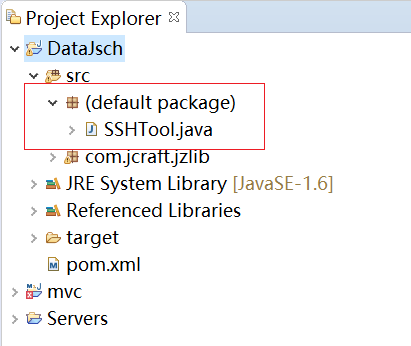 Project Explorer
DataJsch
src
(default package)
SSHTool.java
com.jcraft.jzlib
JRE System Library [JavaSE-1.6]
Referenced Libraries
target
pom.xml
mvc
Servers